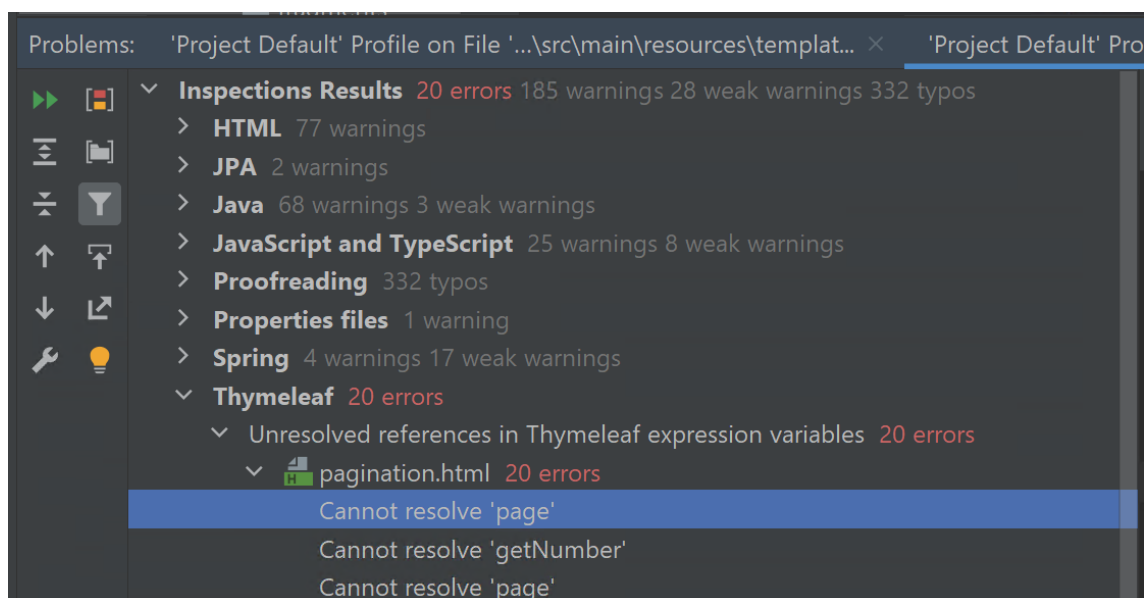 Problems: 'Project Default' Profile on File '...\src\main\resources\templat... 'Project Default' Pro
Inspections Results 20 errors 185 warnings 28 weak warnings 332 typos
HTML 77 warnings
JPA 2 warnings
Java 68 warnings 3 weak warnings
JavaScript and TypeScript 25 warnings 8 weak warnings
Proofreading 332 typos
Properties files 1 warning
Spring 4 warnings 17 weak warnings
Thymeleaf 20 errors
Unresolved references in Thymeleaf expression variables 20 errors
H pagination.html 20 errors
Cannot resolve 'page'
Cannot resolve 'getNumber'
Cannot resolve 'page'